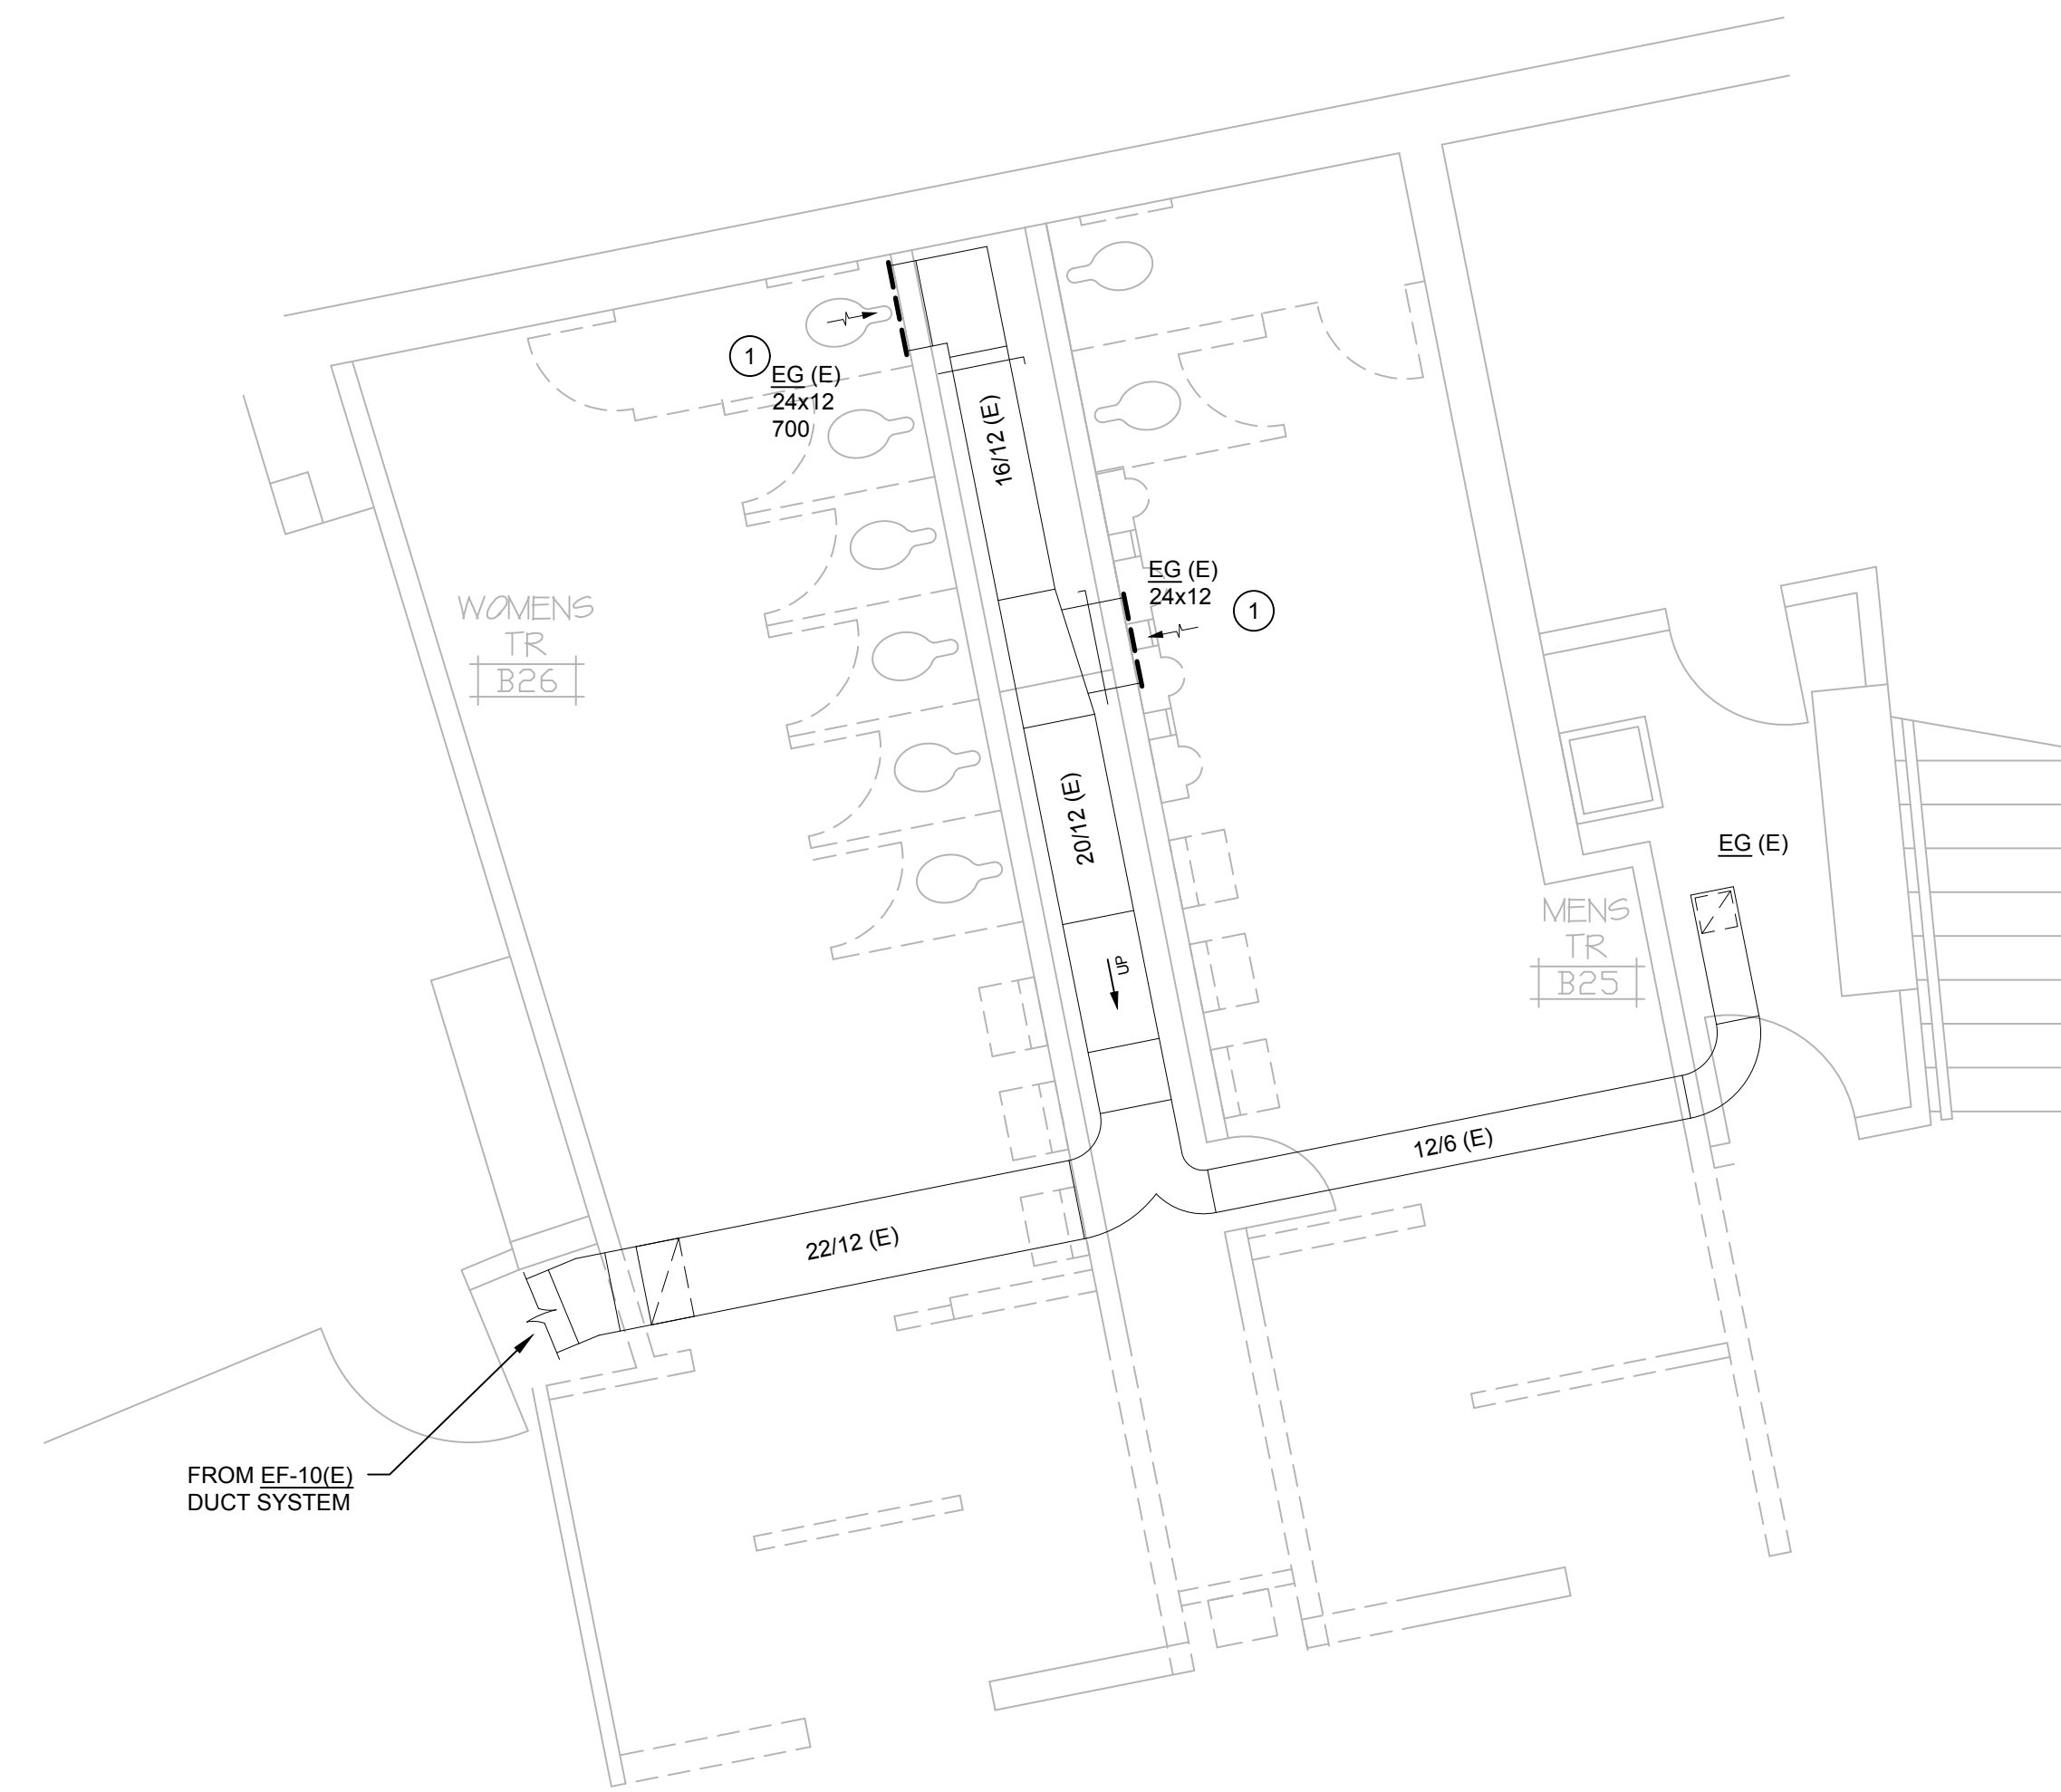 1
EG (E)
24x12
700
16/12 (E)
EG (E)
24x12
1
WOMENS
TR
B26
20/12 (E)
EG (E)
MENS
TR
B25
UP
12/6 (E)
22/12 (E)
FROM EF-10(E)
DUCT SYSTEM